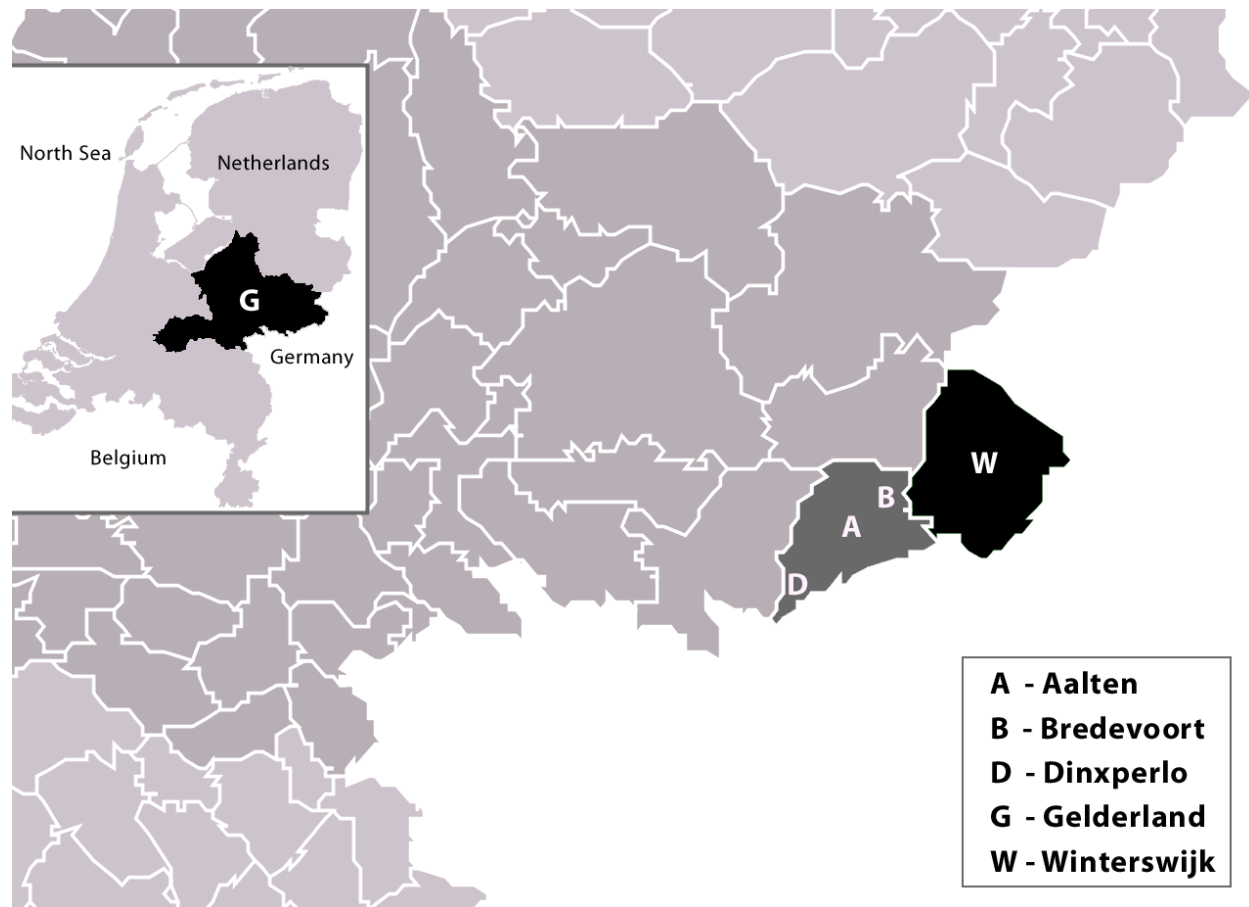 North Sea
Netherlands
G
Germany
Belgium
W
B
A
D
A - Aalten
B - Bredevoort
D - Dinxperlo
G - Gelderland
W - Winterswijk